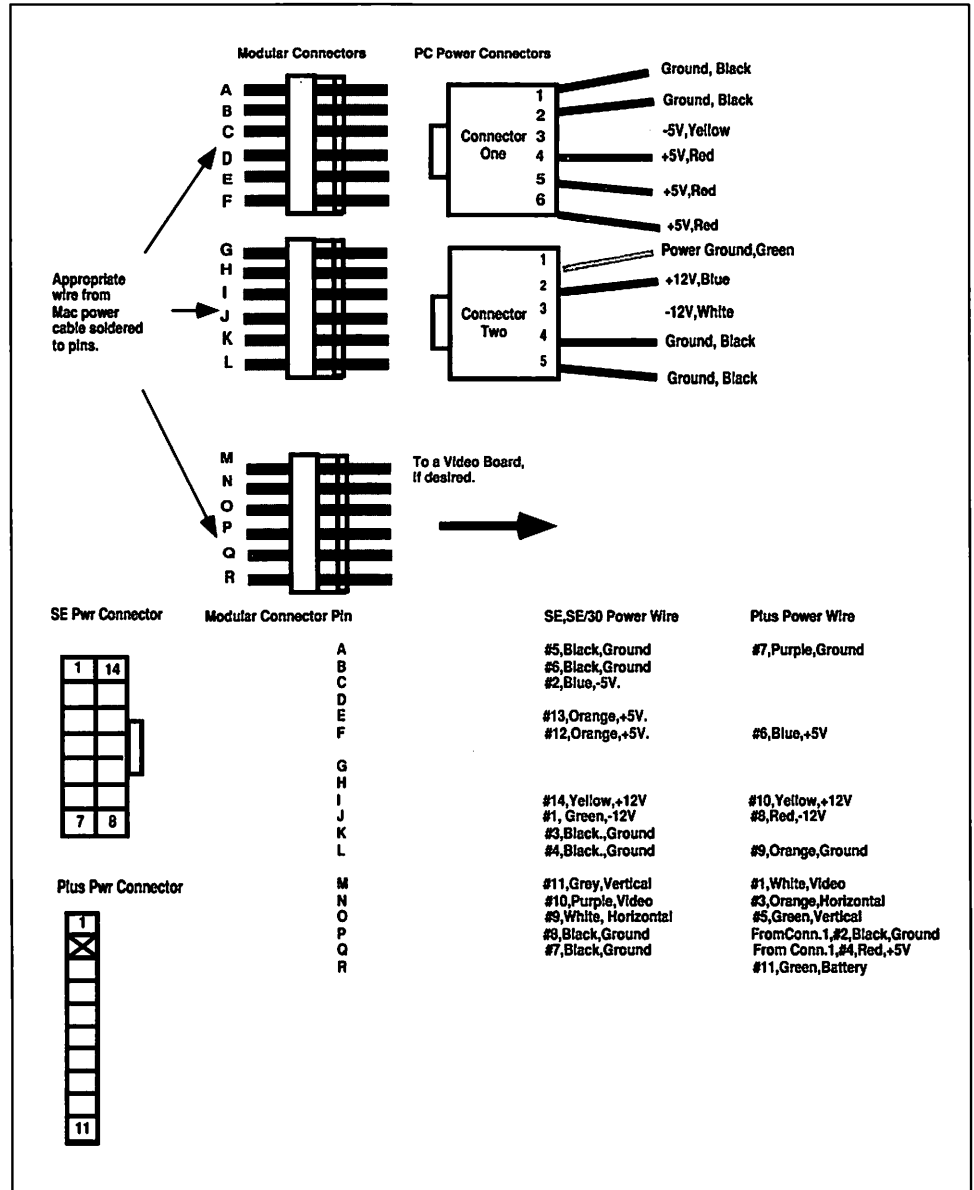 Modular Connectors PC Power Connectors
A
B
C
D
E
F
Connector
One
1
2
3
4
5
6
Ground, Black
Ground, Black
-5V,Yellow
+5V,Red
+5V,Red
+5V,Red
Appropriate
wire from
Mac power
cable soldered
to pins.
G
H
I
J
K
L
Connector
Two
1
2
3
4
5
Power Ground,Green
+12V,Blue
-12V,White
Ground, Black
Ground, Black
M
N
O
P
Q
R
To a Video Board,
if desired.
SE Pwr Connector
1 14
7 8
Plus Pwr Connector
1
11
Modular Connector Pin SE,SE/30 Power Wire Plus Power Wire
A #5,Black,Ground #7,Purple,Ground
B #6,Black,Ground
C #2,Blue,-5V.
D
E #13,Orange,+5V.
F #12,Orange,+5V. #6,Blue,+5V
G
H
I #14,Yellow,+12V #10,Yellow,+12V
J #1, Green,-12V #8,Red,-12V
K #3,Black.,Ground
L #4,Black.,Ground #9,Orange,Ground
M #11,Grey,Vertical #1,White,Video
N #10,Purple,Video #3,Orange,Horizontal
O #9,White, Horizontal #5,Green,Vertical
P #8,Black,Ground FromConn.1,#2,Black,Ground
Q #7,Black,Ground From Conn.1,#4,Red,+5V
R #11,Green,Battery